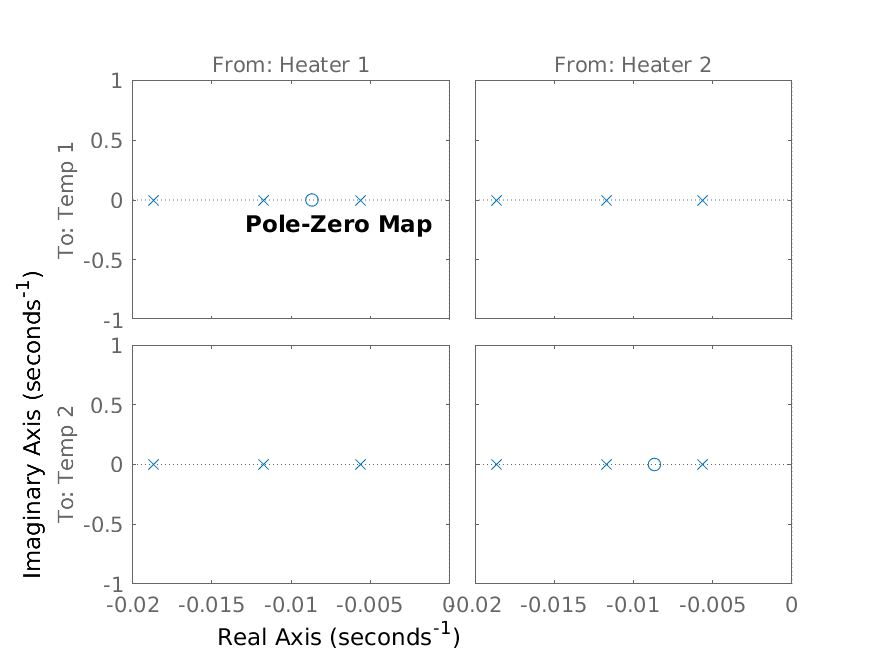 From: Heater 1
From: Heater 2
1
0.5
0
-0.5
-1
To: Temp 1
Pole-Zero Map
1
0.5
0
-0.5
-1
To: Temp 2
Imaginary Axis (seconds⁻¹)
-0.02 -0.015 -0.01 -0.005 0
-0.02 -0.015 -0.01 -0.005 0
Real Axis (seconds⁻¹)